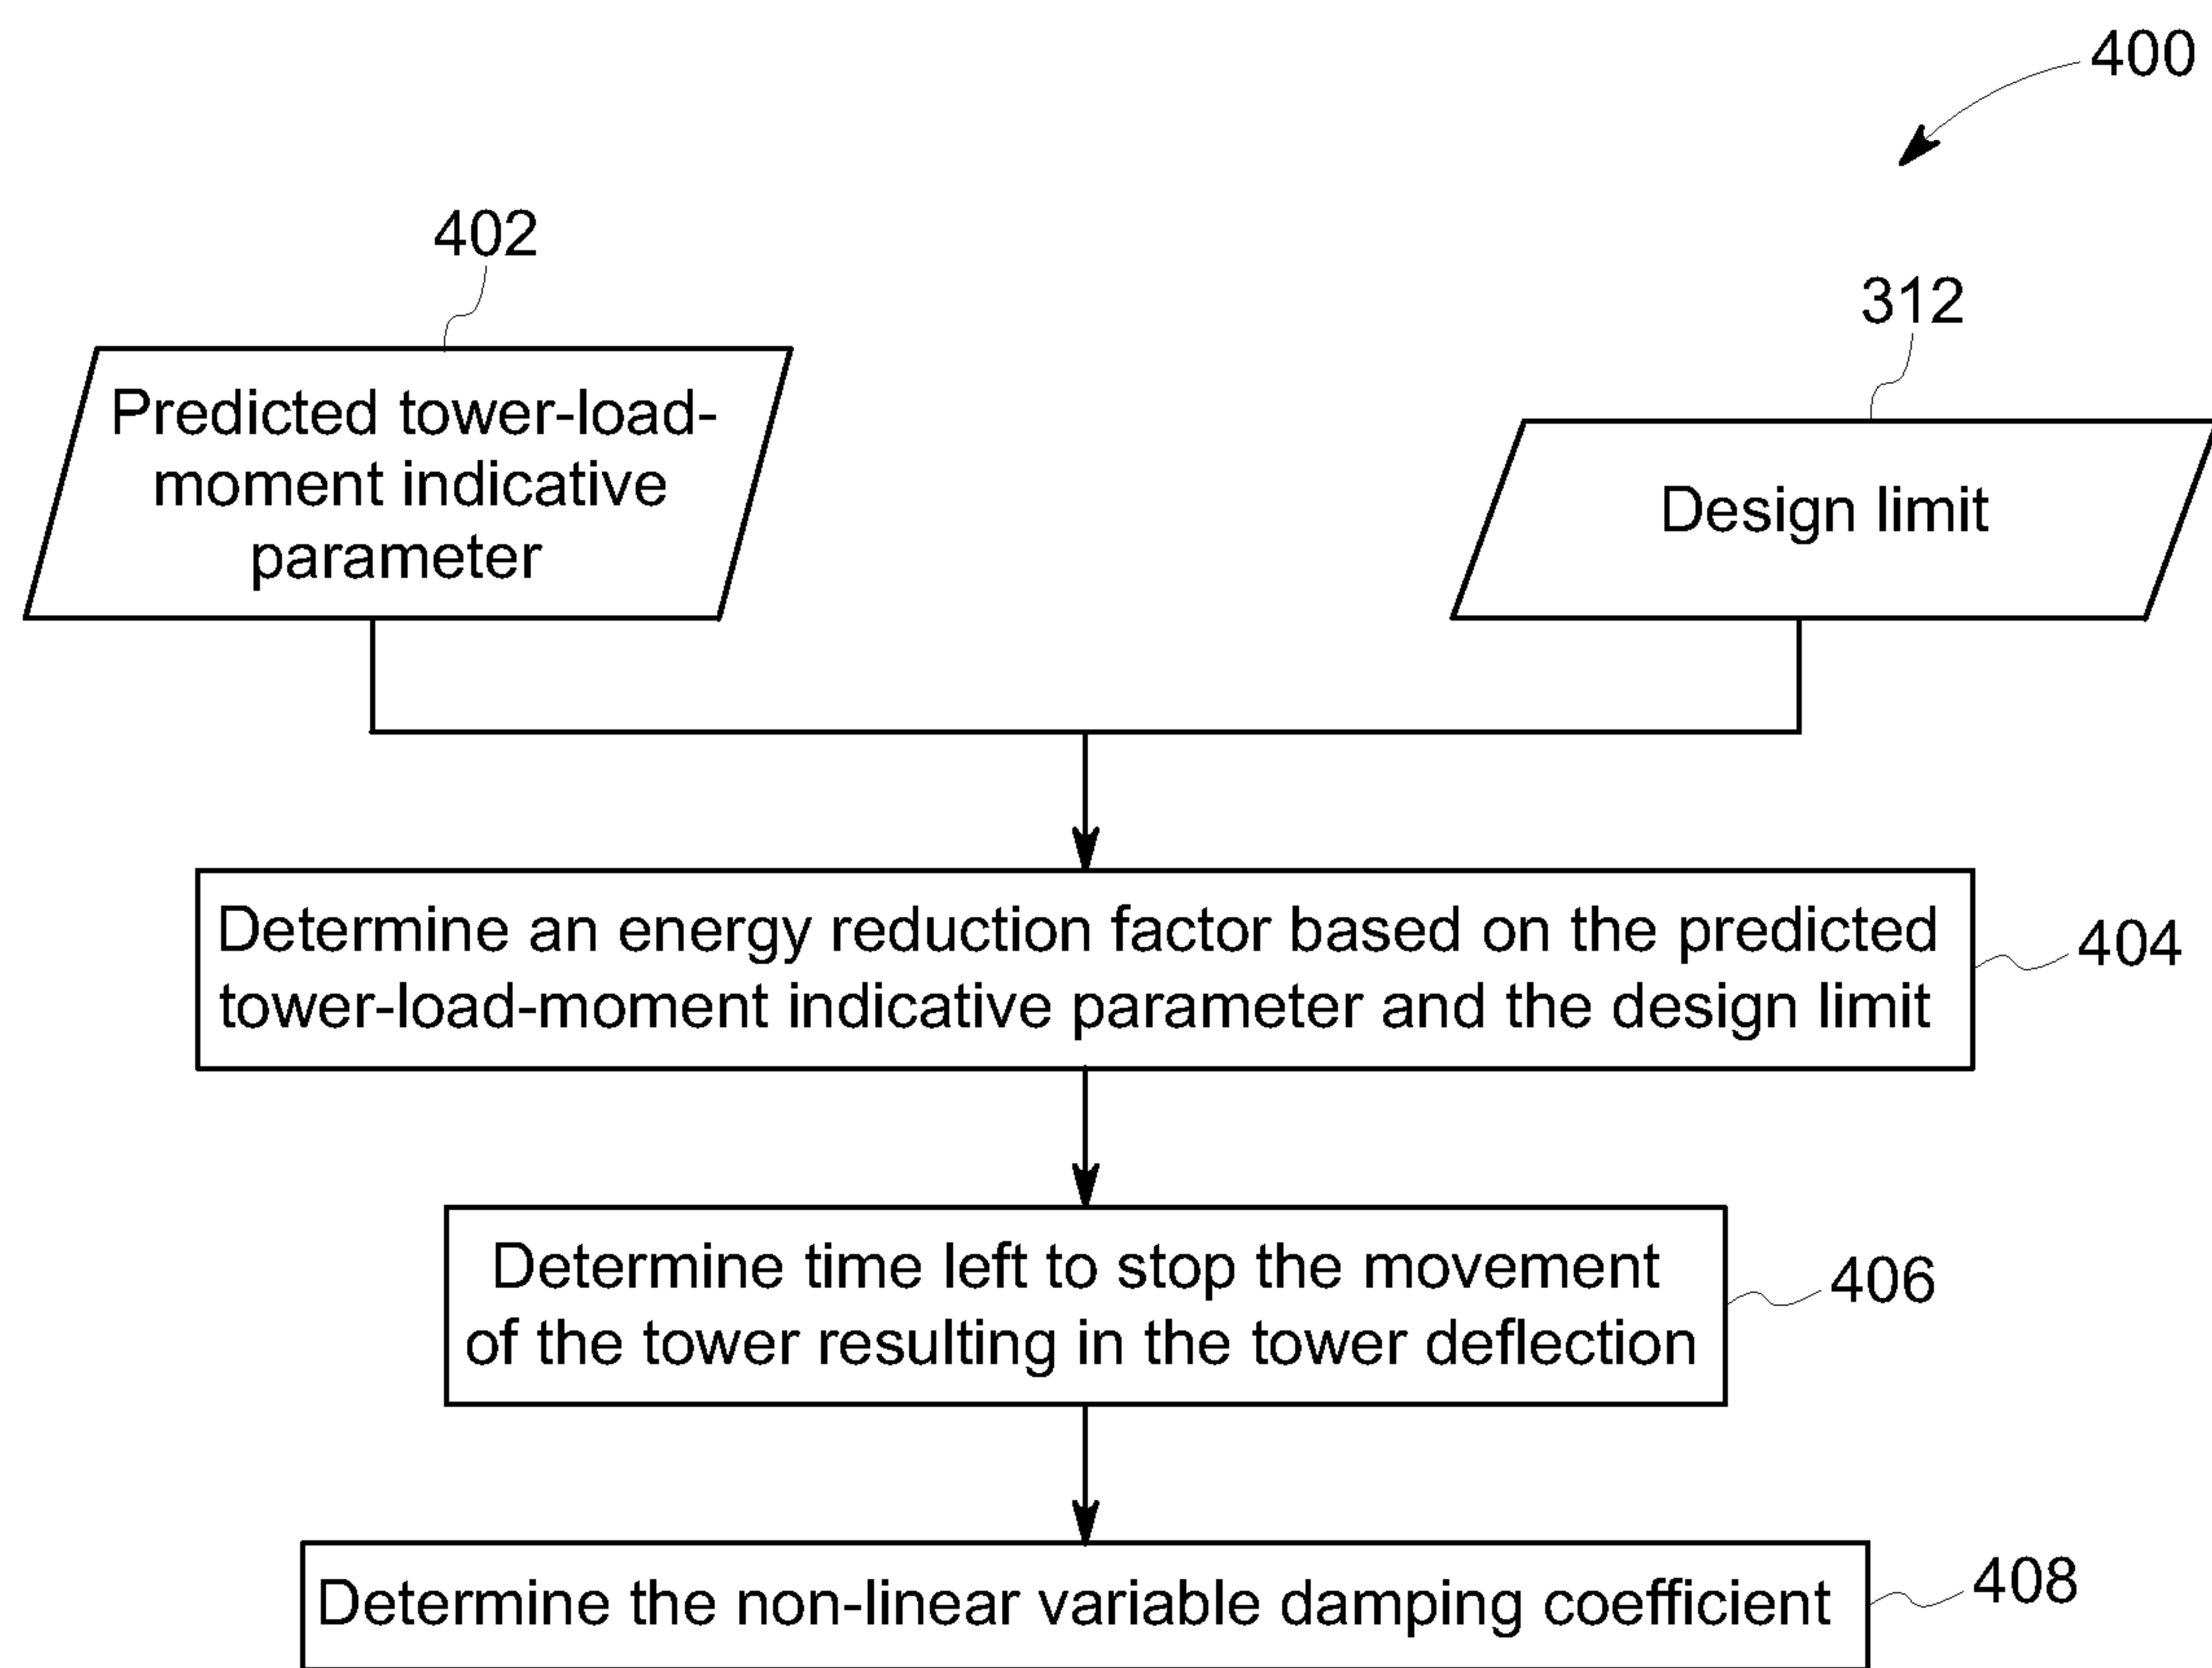 400
402
312
Predicted tower-load-
moment indicative
parameter
Design limit
Determine an energy reduction factor based on the predicted
tower-load-moment indicative parameter and the design limit
404
Determine time left to stop the movement
of the tower resulting in the tower deflection
406
Determine the non-linear variable damping coefficient
408